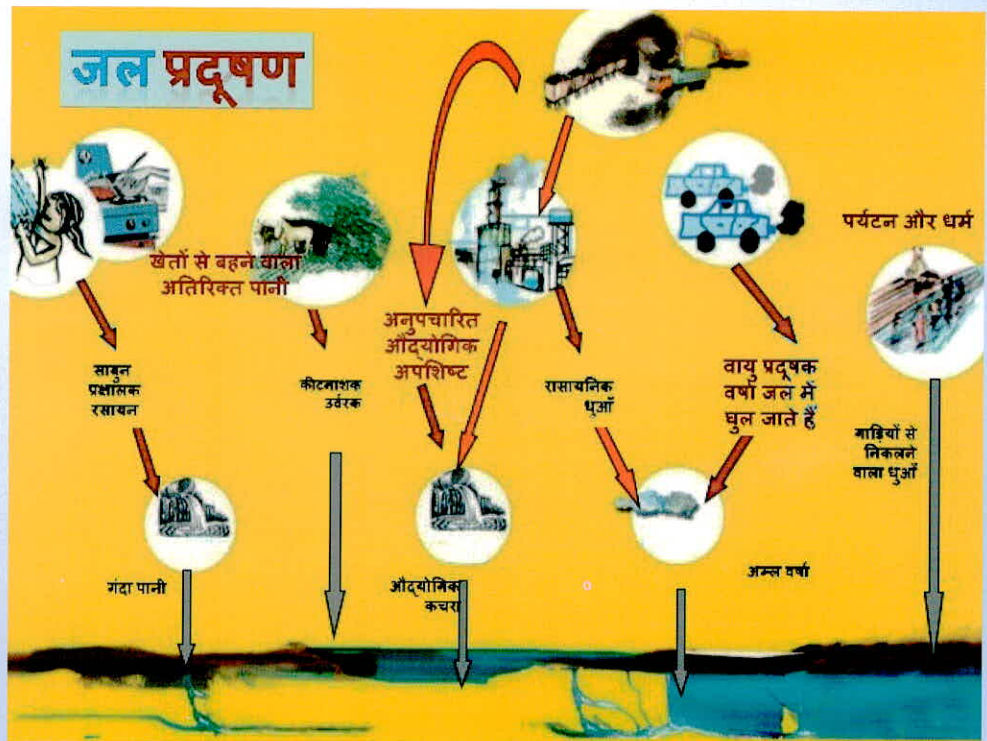 जल प्रदूषण
पर्यटन और धर्म
खेतों से बहने वाला
अतिरिक्त पानी
अनुपचारित
औद्योगिक
अपशिष्ट
साबुन
प्रक्षालक
रसायन
कीटनाशक
उर्वरक
रासायनिक
धुआँ
वायु प्रदूषक
वर्षा जल में
घुल जाते हैं
गाड़ियों से
निकलने
वाला धुआँ
गंदा पानी
औद्योगिक
कचरा
अम्ल वर्षा